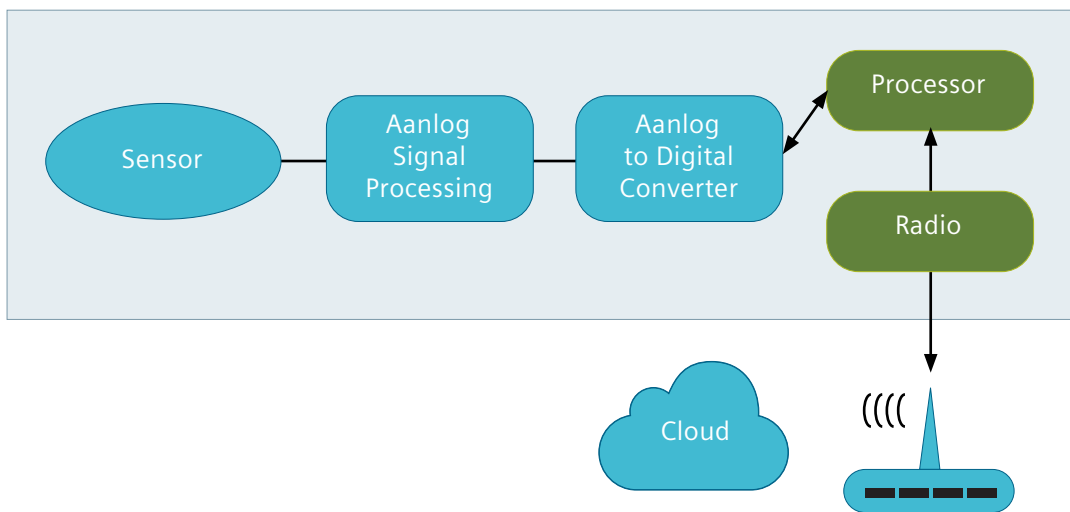 Sensor
Aanlog
Signal
Processing
Aanlog
to Digital
Converter
Processor
Radio
Cloud